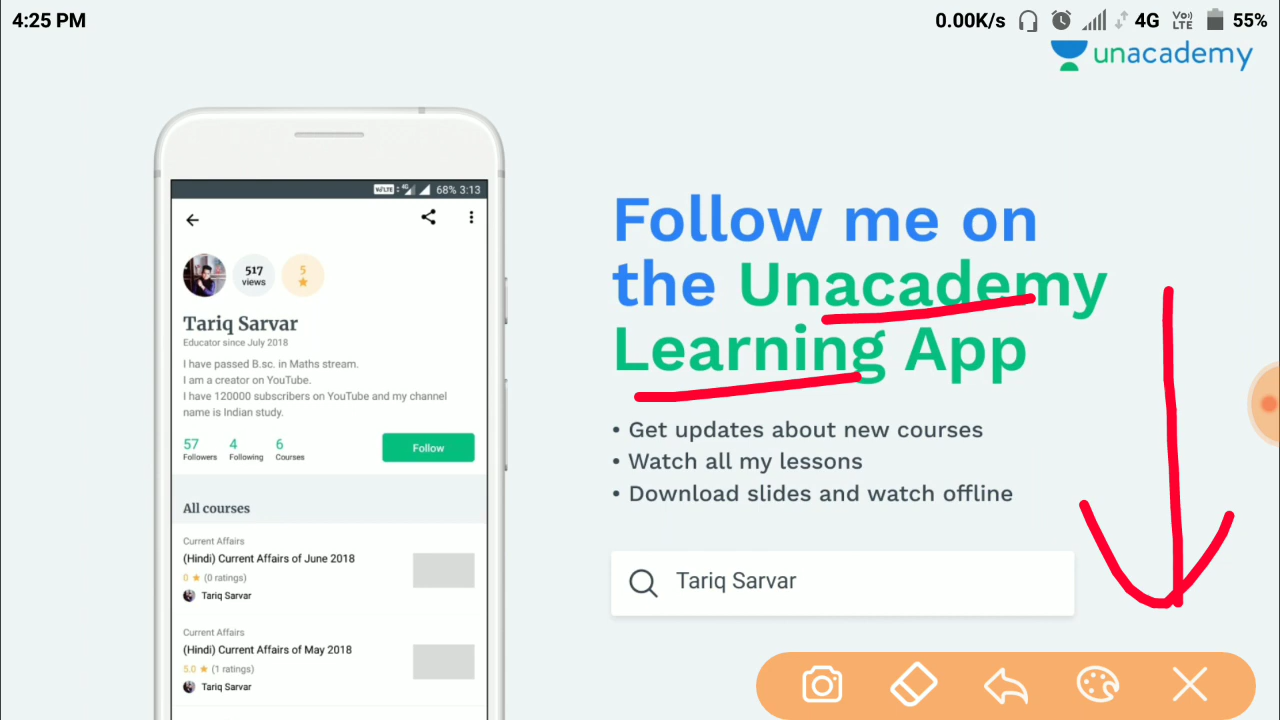 4:25 PM
0.00K/s 4G VoLTE 55%
unacademy
VoLTE 4G 68% 3:13
517
views
5
Tariq Sarvar
Educator since July 2018
I have passed B.sc. in Maths stream.
I am a creator on YouTube.
I have 120000 subscribers on YouTube and my channel
name is Indian study.
57 4 6
Followers Following Courses
Follow
All courses
Current Affairs
(Hindi) Current Affairs of June 2018
0 ★ (0 ratings)
Tariq Sarvar
Current Affairs
(Hindi) Current Affairs of May 2018
5.0 ★ (1 ratings)
Tariq Sarvar
Follow me on
the Unacademy
Learning App
• Get updates about new courses
• Watch all my lessons
• Download slides and watch offline
Tariq Sarvar